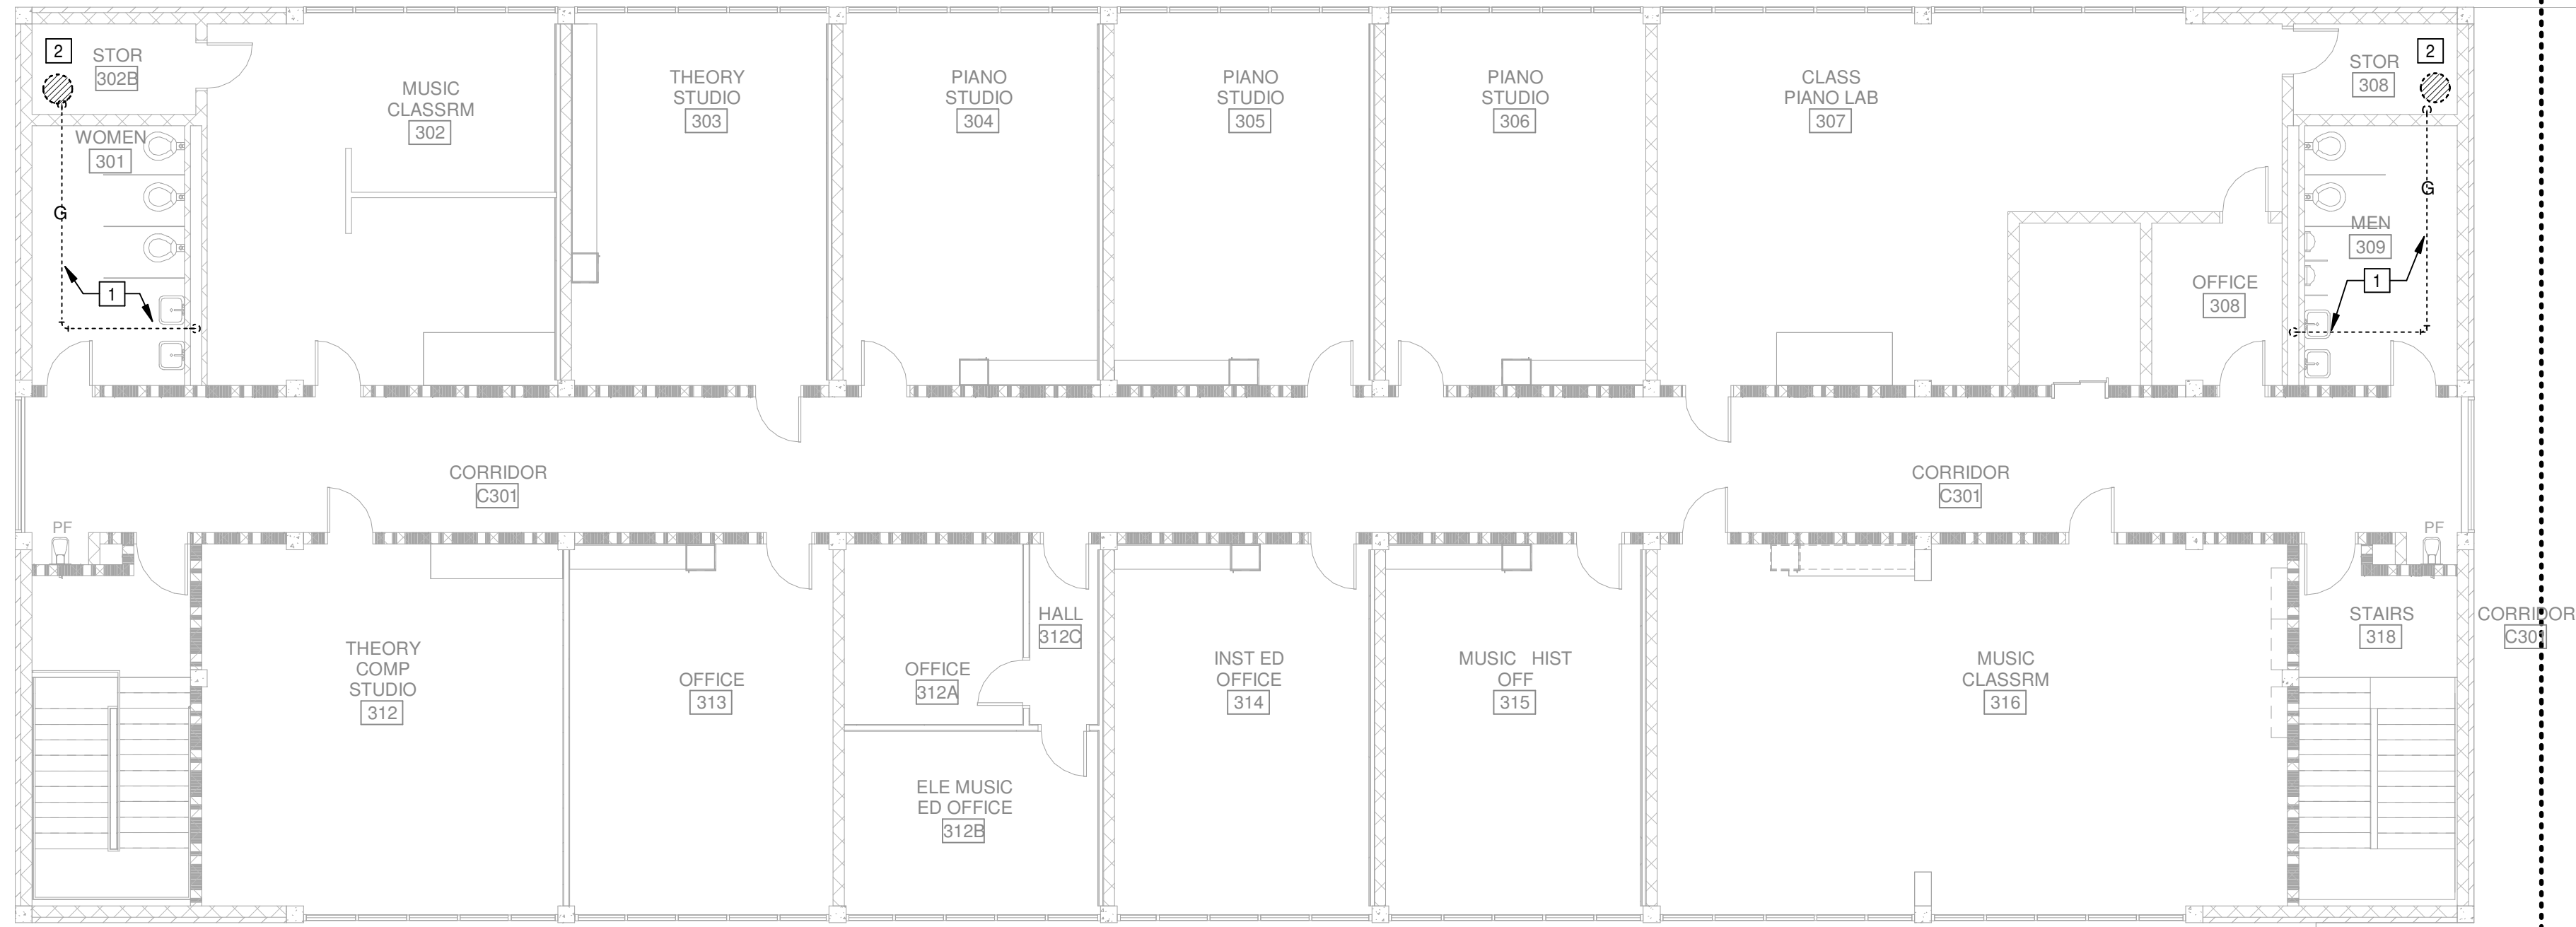 2
STOR
302B
WOMEN
301
G
1
MUSIC
CLASSRM
302
THEORY
STUDIO
303
PIANO
STUDIO
304
PIANO
STUDIO
305
PIANO
STUDIO
306
CLASS
PIANO LAB
307
OFFICE
308
2
STOR
308
G
MEN
309
1
CORRIDOR
C301
CORRIDOR
C301
PF
PF
THEORY
COMP
STUDIO
312
OFFICE
313
OFFICE
312A
HALL
312C
ELE MUSIC
ED OFFICE
312B
INST ED
OFFICE
314
MUSIC HIST
OFF
315
MUSIC
CLASSRM
316
STAIRS
318
CORRIDOR
C301